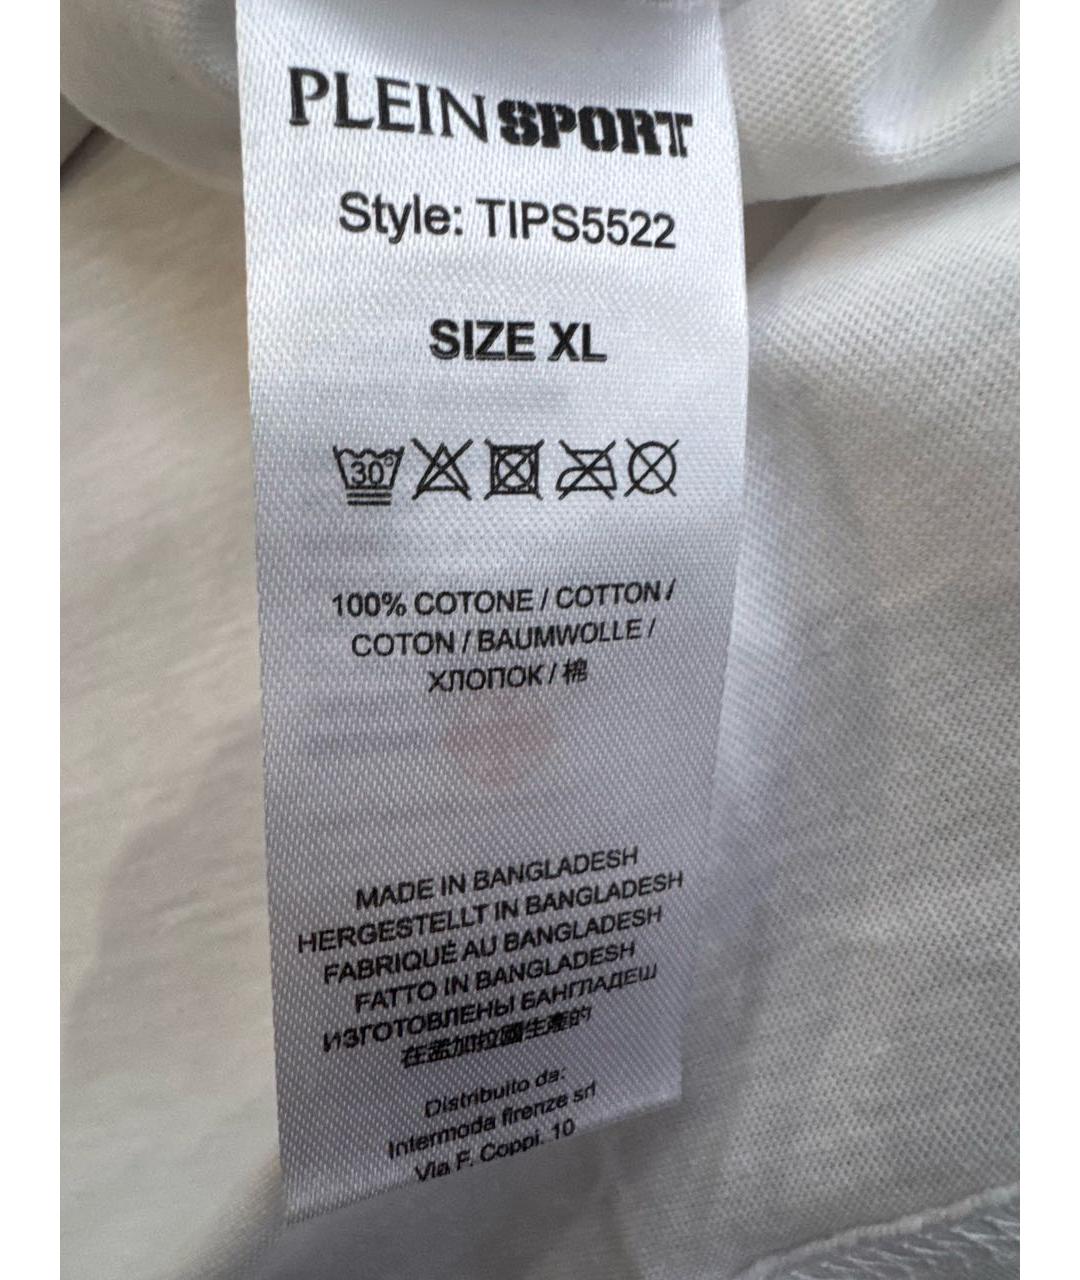 PLEIN SPORT
Style: TIPS5522
SIZE XL
30°
100% COTONE / COTTON /
COTON / BAUMWOLLE /
ХЛОПОК / 棉
MADE IN BANGLADESH
HERGESTELLT IN BANGLADESH
FABRIQUÉ AU BANGLADESH
FATTO IN BANGLADESH
ИЗГОТОВЛЕНЫ БАНГЛАДЕШ
在孟加拉國生產的
Distribuito da:
Intermoda firenze srl
Via F. Coppi. 10